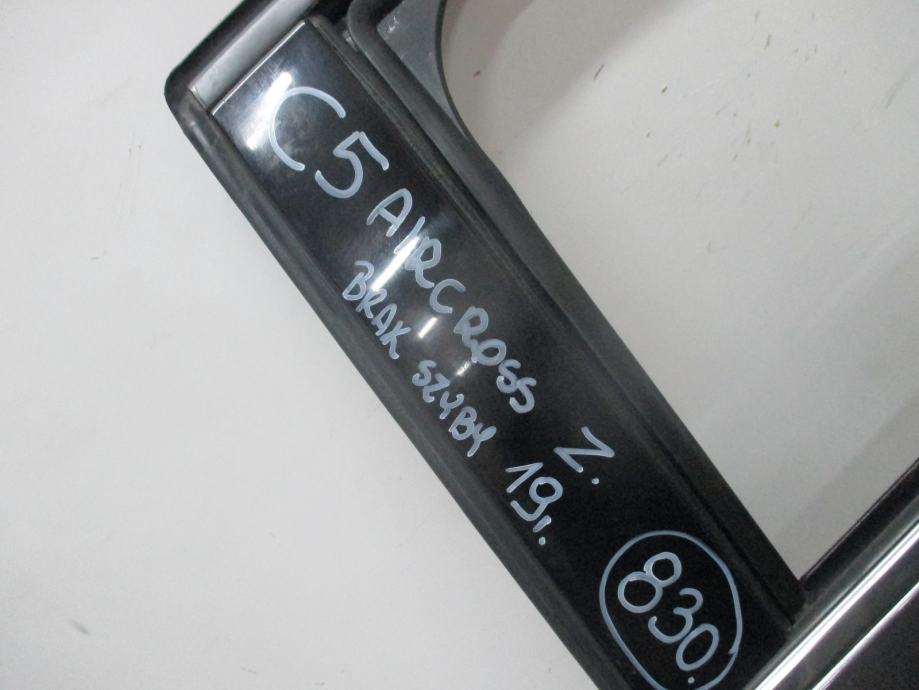 C5 AIRCROSS Z.
BRAK SZYBY 19r.
830.